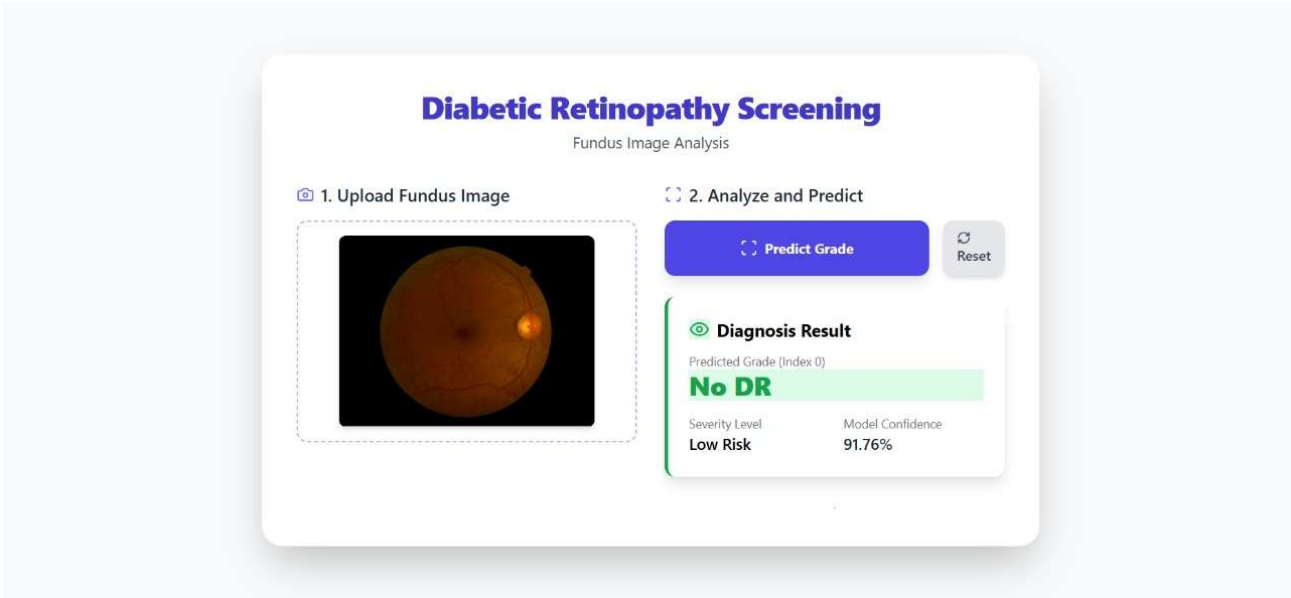 Diabetic Retinopathy Screening
Fundus Image Analysis
1. Upload Fundus Image
2. Analyze and Predict
Predict Grade
Reset
Diagnosis Result
Predicted Grade (Index 0)
No DR
Severity Level
Low Risk
Model Confidence
91.76%